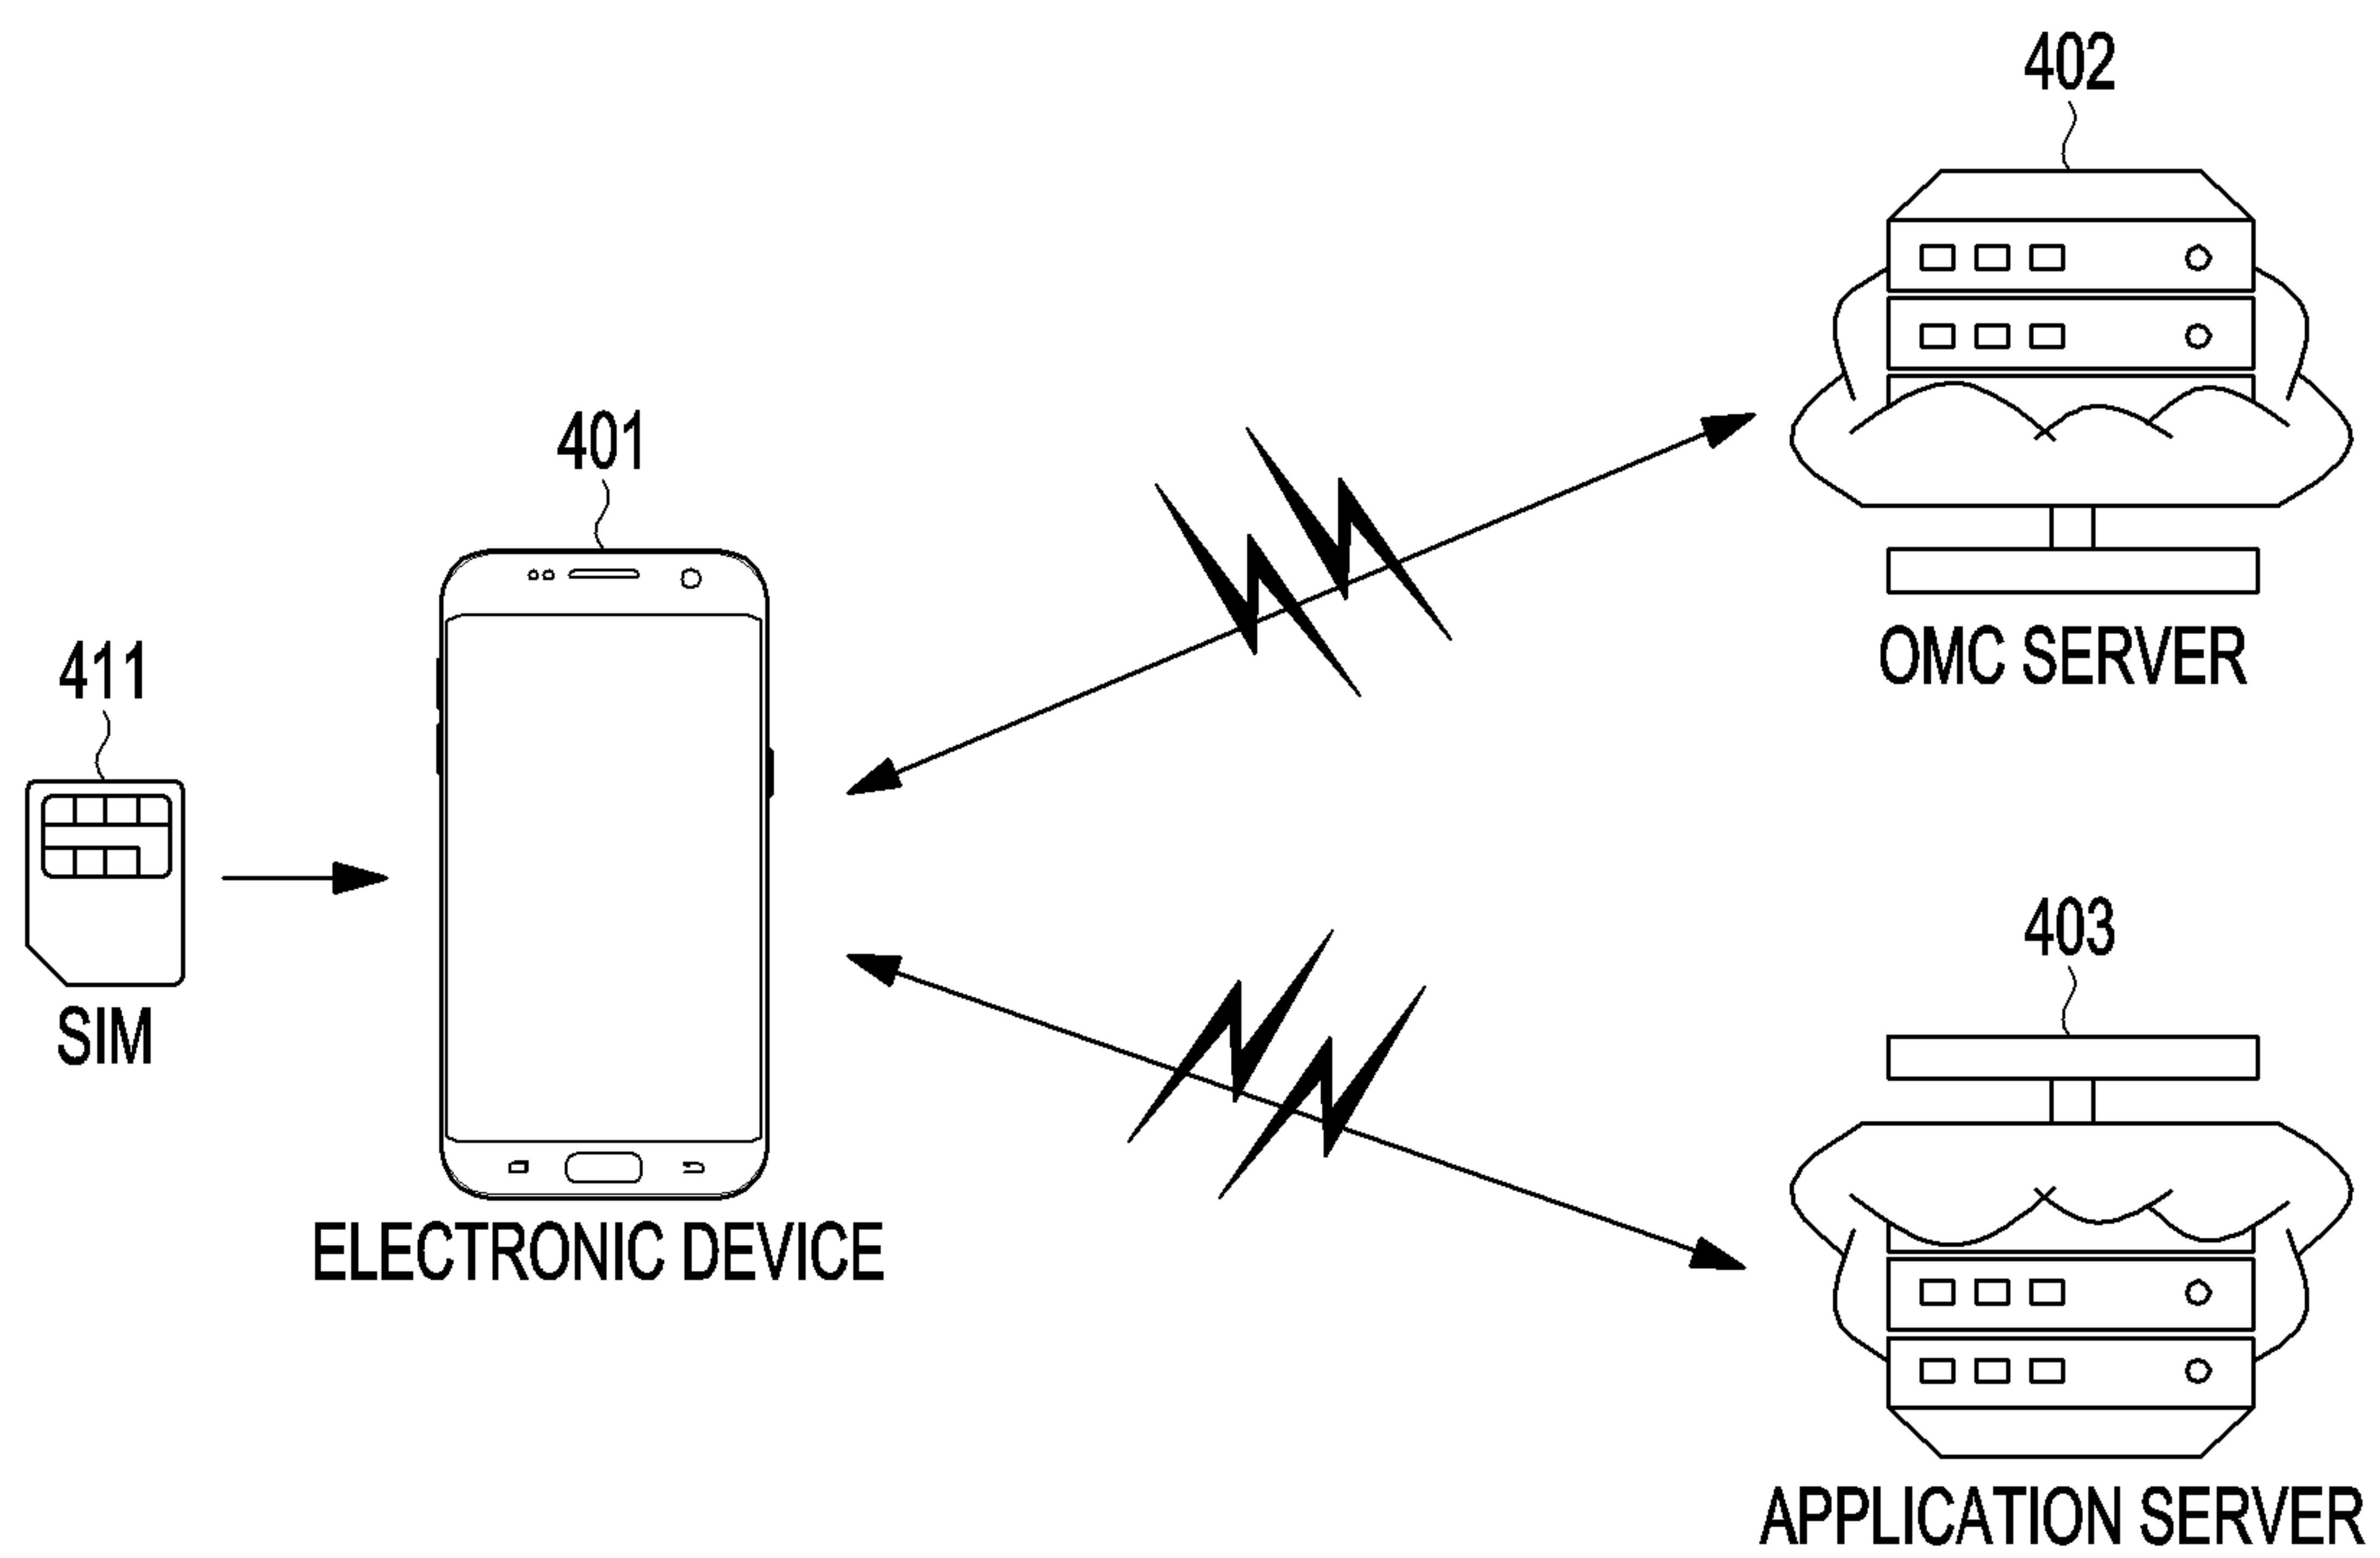 402
401
OMC SERVER
411
403
SIM
ELECTRONIC DEVICE
APPLICATION SERVER